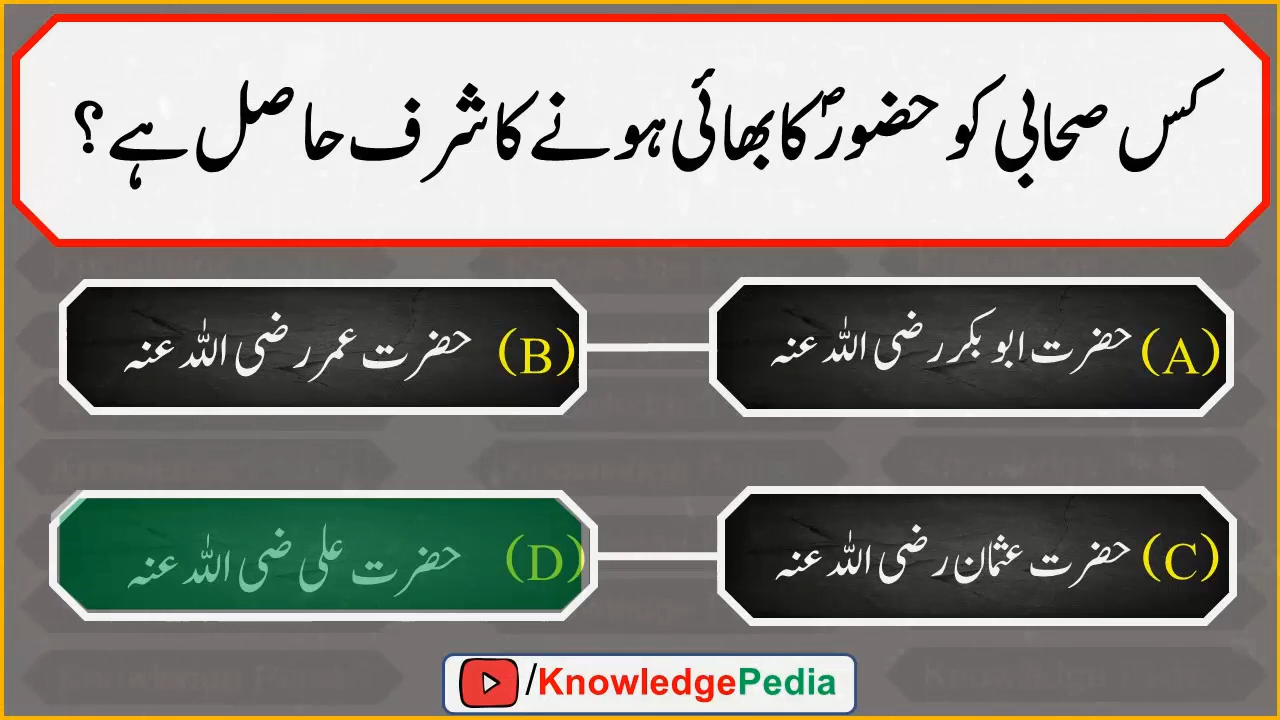 کس صحابی کو حضورؐ کا بھائی ہونے کا شرف حاصل ہے؟
(A) حضرت ابو بکر رضی اللہ عنہ
(B) حضرت عمر رضی اللہ عنہ
(C) حضرت عثمان رضی اللہ عنہ
(D) حضرت علی ضی اللہ عنہ
/KnowledgePedia